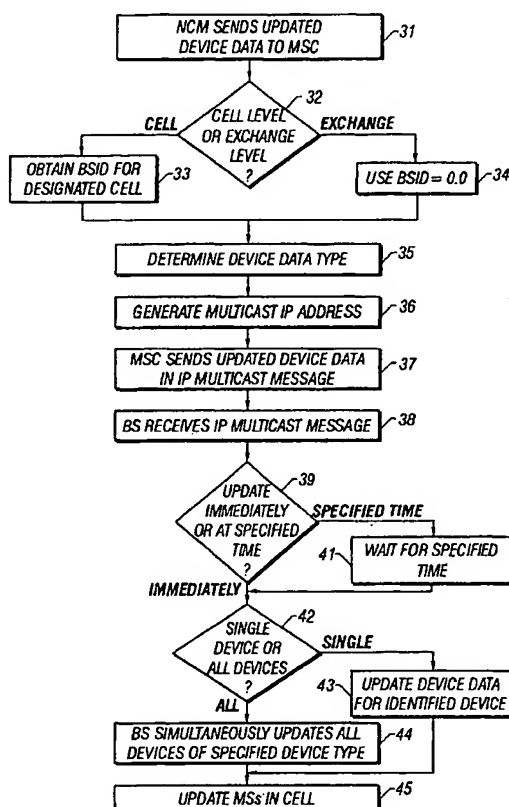 NCM SENDS UPDATED
DEVICE DATA TO MSC
31
32
CELL LEVEL
OR EXCHANGE
LEVEL
?
CELL
EXCHANGE
OBTAIN BSID FOR
DESIGNATED CELL
33
USE BSID = 0.0
34
DETERMINE DEVICE DATA TYPE
35
GENERATE MULTICAST IP ADDRESS
36
MSC SENDS UPDATED DEVICE DATA
IN IP MULTICAST MESSAGE
37
BS RECEIVES IP MULTICAST MESSAGE
38
39
UPDATE
IMMEDIATELY
OR AT SPECIFIED
TIME
?
SPECIFIED TIME
41
WAIT FOR SPECIFIED
TIME
IMMEDIATELY
42
SINGLE
DEVICE OR
ALL DEVICES
?
SINGLE
43
UPDATE DEVICE DATA
FOR IDENTIFIED DEVICE
ALL
BS SIMULTANEOUSLY UPDATES ALL
DEVICES OF SPECIFIED DEVICE TYPE
44
UPDATE MSs IN CELL
45